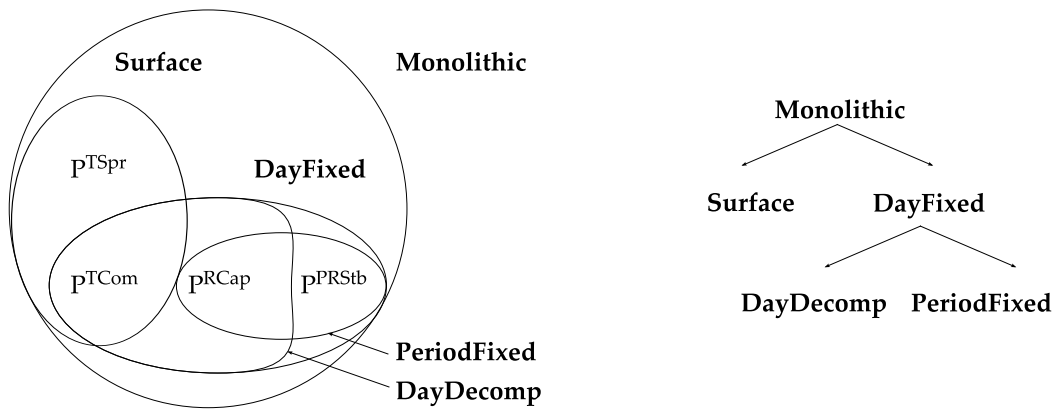 Surface
Monolithic
P^TSpr
DayFixed
P^TCom
P^RCap
P^PRStb
PeriodFixed
DayDecomp
Monolithic
Surface
DayFixed
DayDecomp
PeriodFixed